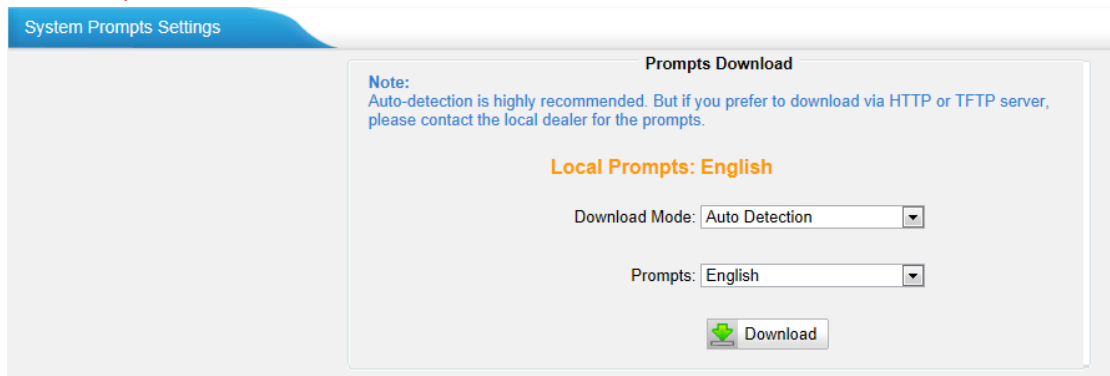 System Prompts Settings
Prompts Download
Note:
Auto-detection is highly recommended. But if you prefer to download via HTTP or TFTP server,
please contact the local dealer for the prompts.
Local Prompts: English
Download Mode: Auto Detection
Prompts: English
Download